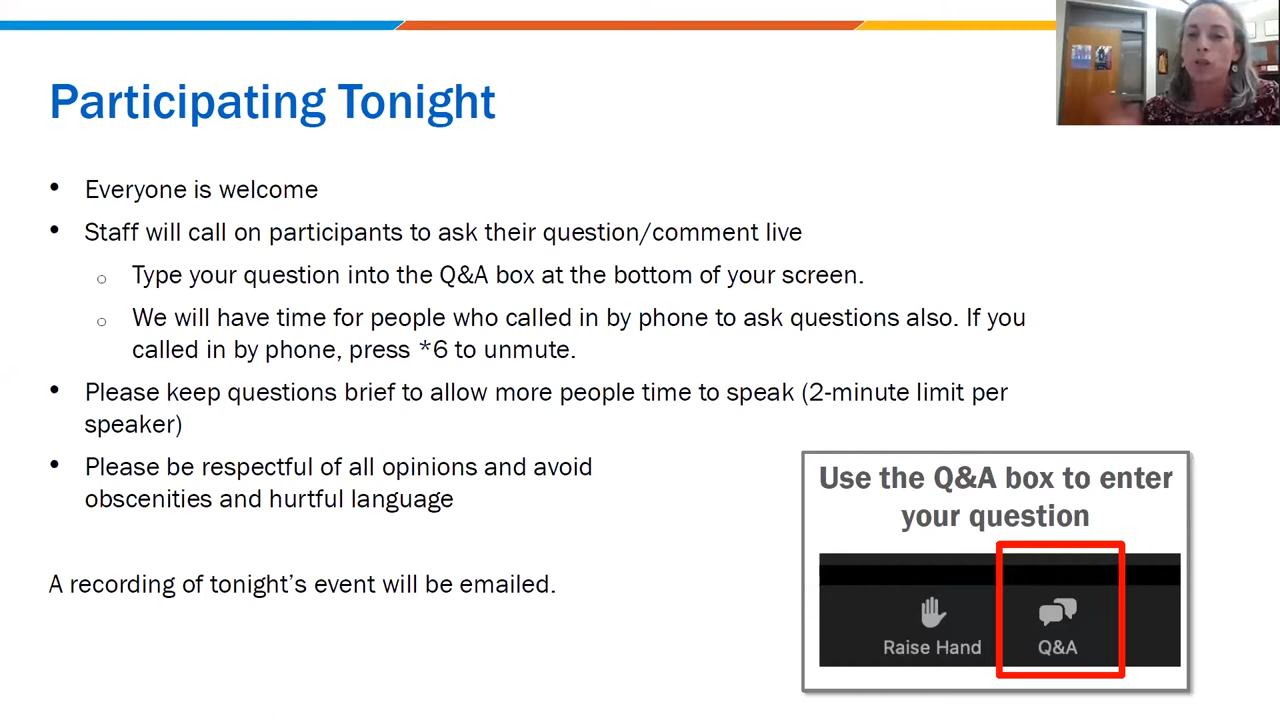 Participating Tonight
• Everyone is welcome
• Staff will call on participants to ask their question/comment live
o Type your question into the Q&A box at the bottom of your screen.
o We will have time for people who called in by phone to ask questions also. If you
called in by phone, press *6 to unmute.
• Please keep questions brief to allow more people time to speak (2-minute limit per
speaker)
• Please be respectful of all opinions and avoid
obscenities and hurtful language
A recording of tonight’s event will be emailed.
Use the Q&A box to enter
your question
Raise Hand
Q&A